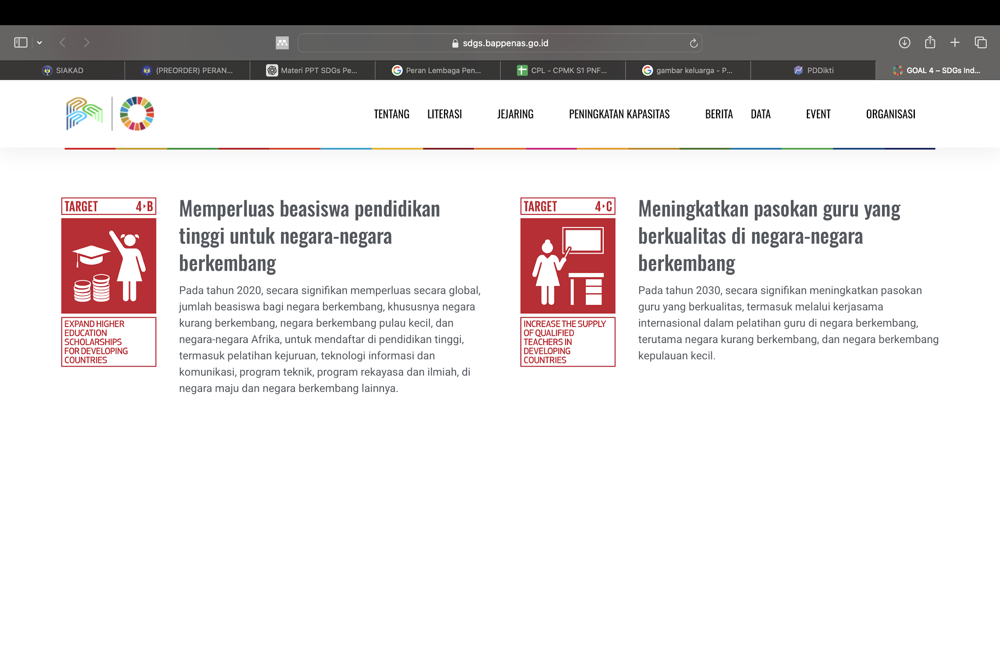 sdgs.bappenas.go.id
SIAKAD
(PREORDER) PERAN...
Materi PPT SDGs Pe...
Peran Lembaga Pen...
CPL - CPMK S1 PNF...
gambar keluarga - P...
PDDikti
GOAL 4 – SDGs Ind...
TENTANG
LITERASI
JEJARING
PENINGKATAN KAPASITAS
BERITA
DATA
EVENT
ORGANISASI
TARGET 4·B
EXPAND HIGHER
EDUCATION
SCHOLARSHIPS
FOR DEVELOPING
COUNTRIES
Memperluas beasiswa pendidikan
tinggi untuk negara-negara
berkembang
Pada tahun 2020, secara signifikan memperluas secara global,
jumlah beasiswa bagi negara berkembang, khususnya negara
kurang berkembang, negara berkembang pulau kecil, dan
negara-negara Afrika, untuk mendaftar di pendidikan tinggi,
termasuk pelatihan kejuruan, teknologi informasi dan
komunikasi, program teknik, program rekayasa dan ilmiah, di
negara maju dan negara berkembang lainnya.
TARGET 4·C
INCREASE THE SUPPLY
OF QUALIFIED
TEACHERS IN
DEVELOPING
COUNTRIES
Meningkatkan pasokan guru yang
berkualitas di negara-negara
berkembang
Pada tahun 2030, secara signifikan meningkatkan pasokan
guru yang berkualitas, termasuk melalui kerjasama
internasional dalam pelatihan guru di negara berkembang,
terutama negara kurang berkembang, dan negara berkembang
kepulauan kecil.